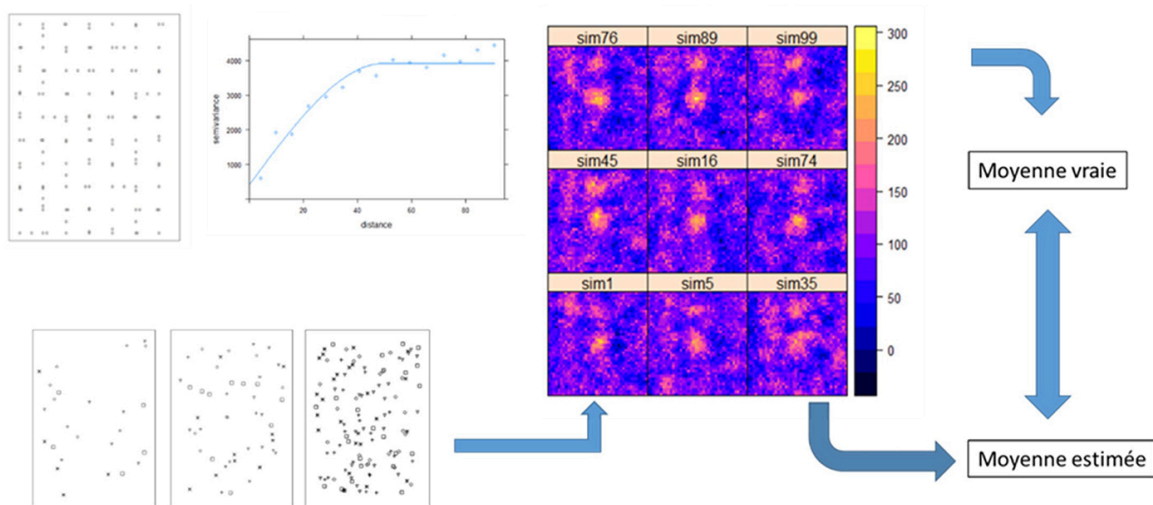 4000
3000
2000
1000
semivariance
0
20
40
60
80
distance
sim76
sim89
sim99
sim45
sim16
sim74
sim1
sim5
sim35
300
250
200
150
100
50
0
Moyenne vraie
Moyenne estimée